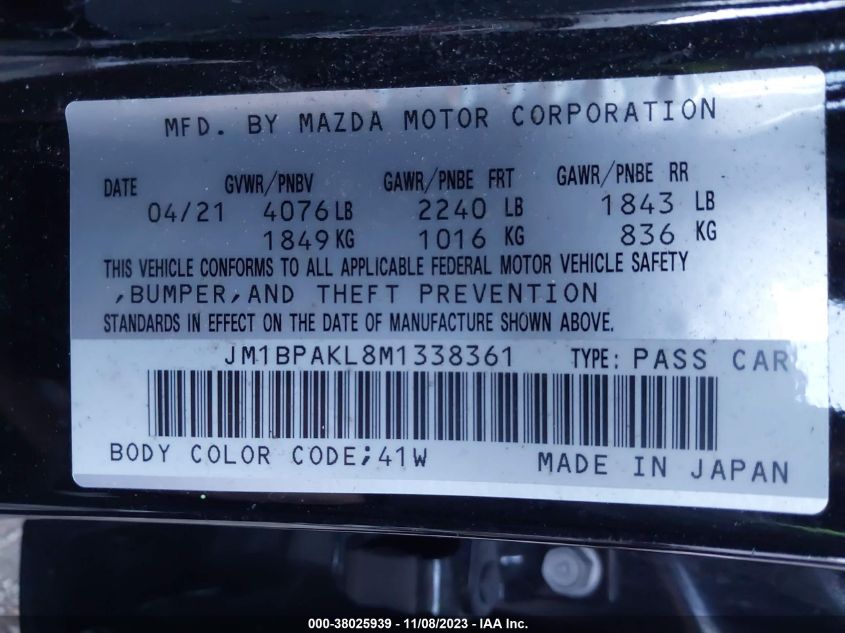 MFD. BY MAZDA MOTOR CORPORATION
DATE GVWR/PNBV GAWR/PNBE FRT GAWR/PNBE RR
04/21 4076 LB 2240 LB 1843 LB
1849 KG 1016 KG 836 KG
THIS VEHICLE CONFORMS TO ALL APPLICABLE FEDERAL MOTOR VEHICLE SAFETY
,BUMPER,AND THEFT PREVENTION
STANDARDS IN EFFECT ON THE DATE OF MANUFACTURE SHOWN ABOVE.
JM1BPAKL8M1338361 TYPE: PASS CAR
BODY COLOR CODE;41W MADE IN JAPAN
000-38025939 - 11/08/2023 - IAA Inc.